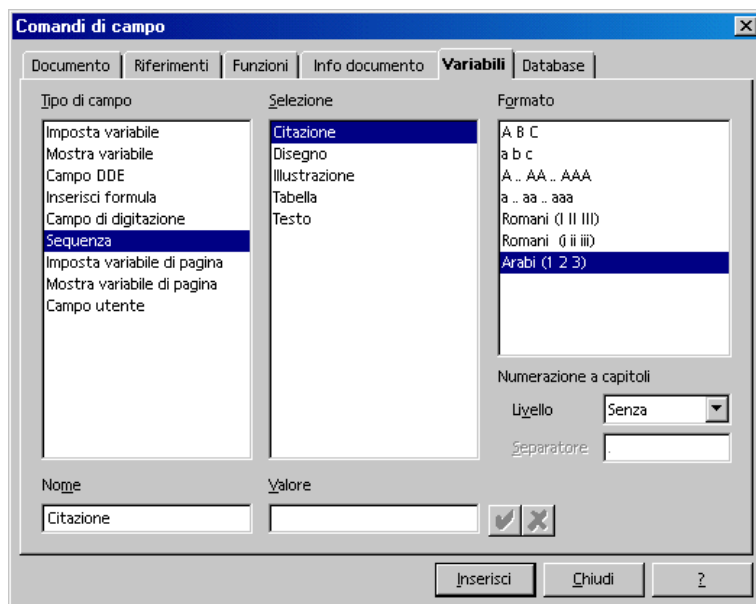 Comandi di campo
Documento
Riferimenti
Funzioni
Info documento
Variabili
Database
Tipo di campo
Imposta variabile
Mostra variabile
Campo DDE
Inserisci formula
Campo di digitazione
Sequenza
Imposta variabile di pagina
Mostra variabile di pagina
Campo utente
Selezione
Citazione
Disegno
Illustrazione
Tabella
Testo
Formato
A B C
a b c
A .. AA .. AAA
a .. aa .. aaa
Romani (I II III)
Romani (i ii iii)
Arabi (1 2 3)
Numerazione a capitoli
Livello
Senza
Separatore
.
Nome
Citazione
Valore
Inserisci
Chiudi
?